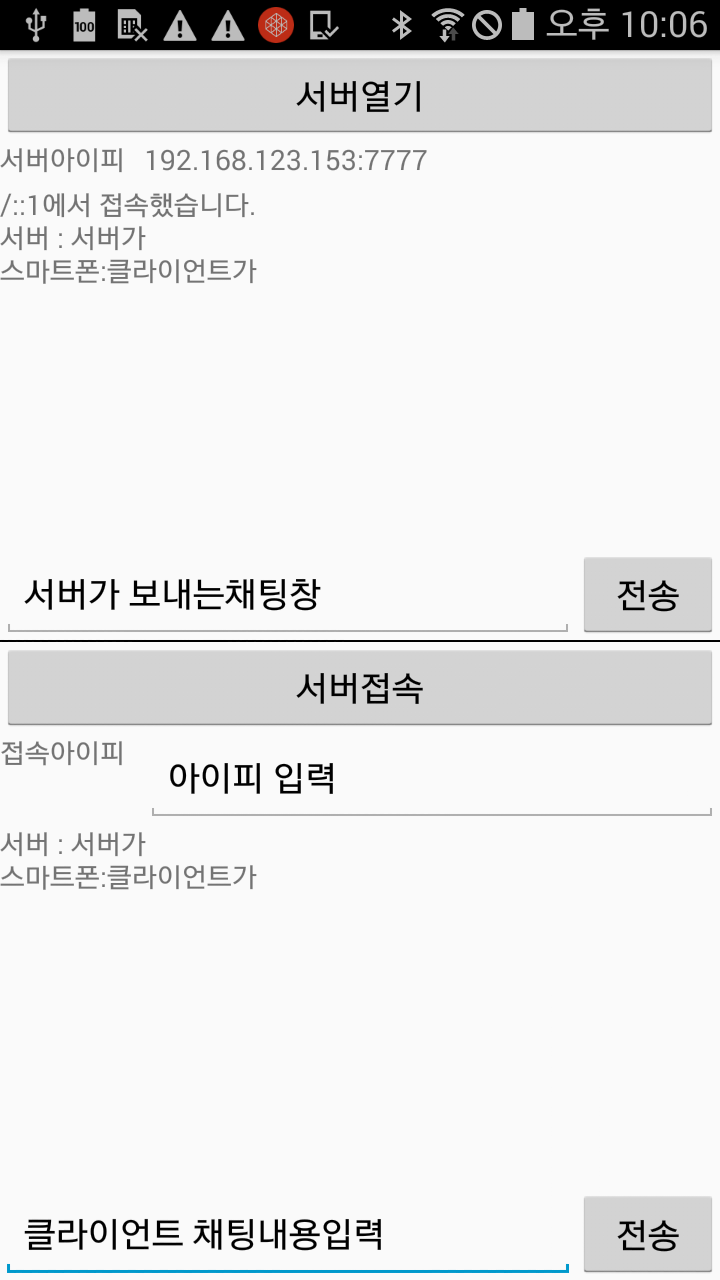 100 오후 10:06
서버열기
서버아이피 192.168.123.153:7777
/::1에서 접속했습니다.
서버 : 서버가
스마트폰:클라이언트가
서버가 보내는채팅창 전송
서버접속
접속아이피 아이피 입력
서버 : 서버가
스마트폰:클라이언트가
클라이언트 채팅내용입력 전송